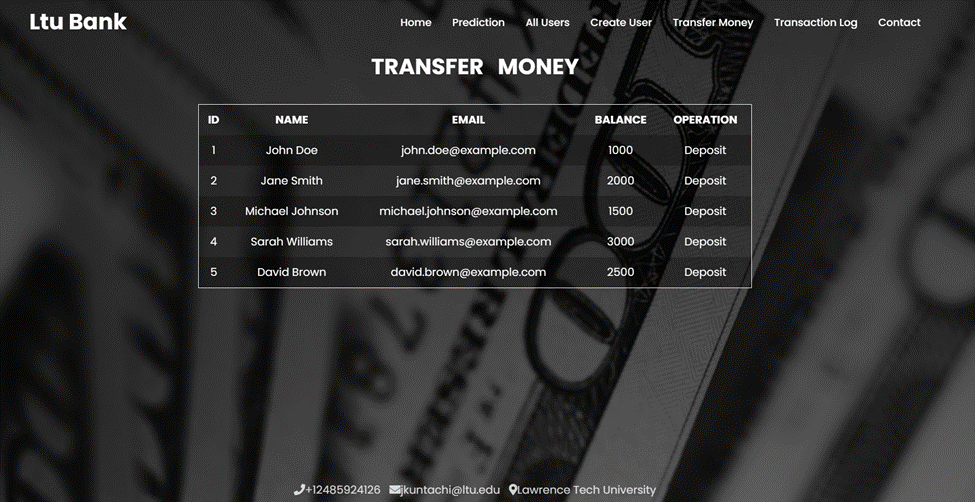 Ltu Bank Home Prediction All Users Create User Transfer Money Transaction Log Contact
TRANSFER MONEY
ID NAME EMAIL BALANCE OPERATION
1 John Doe john.doe@example.com 1000 Deposit
2 Jane Smith jane.smith@example.com 2000 Deposit
3 Michael Johnson michael.johnson@example.com 1500 Deposit
4 Sarah Williams sarah.williams@example.com 3000 Deposit
5 David Brown david.brown@example.com 2500 Deposit
+12485924126 jkuntachi@ltu.edu Lawrence Tech University